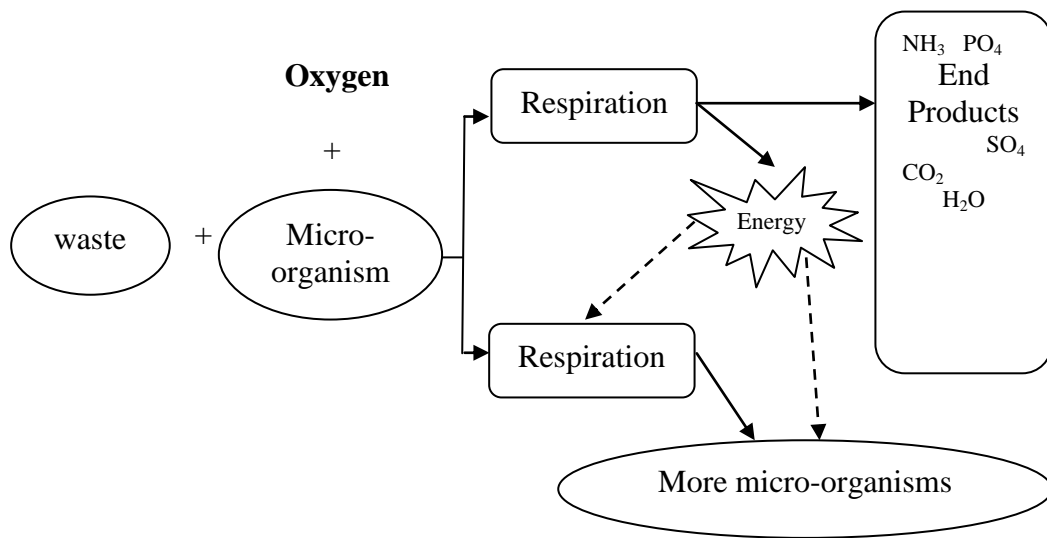 NH₃ PO₄
End
Products
SO₄
CO₂
H₂O
Oxygen
+
Respiration
waste
+
Micro-
organism
Energy
Respiration
More micro-organisms